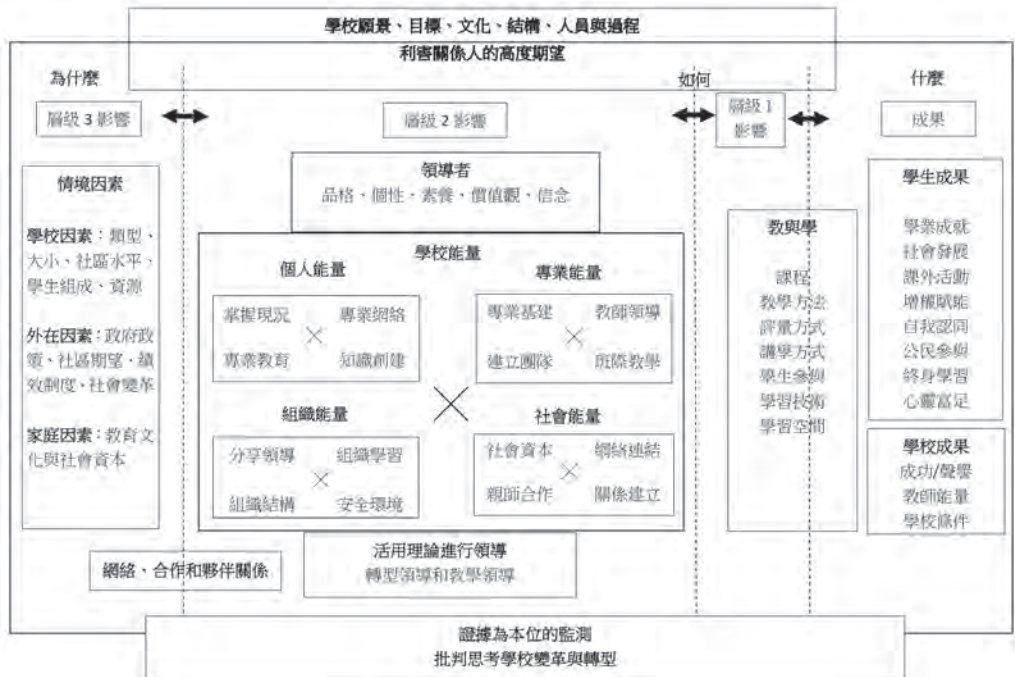 學校願景、目標、文化、結構、人員與過程
利害關係人的高度期望
為什麼
如何
什麼
層級 3 影響
層級 2 影響
層級 1
影響
成果
情境因素
學校因素：類型、
大小、社區水平、
學生組成、資源
外在因素：政府政
策、社區期望、績
效制度、社會變革
家庭因素：教育文
化與社會資本
領導者
品格、個性、素養、價值觀、信念
學校能量
個人能量
掌握現況 專業網絡
專業教育 知識創建
專業能量
專業基建 教師領導
建立團隊 班際教學
組織能量
分享領導 組織學習
組織結構 安全環境
社會能量
社會資本 網絡連結
親師合作 關係建立
活用理論進行領導
轉型領導和教學領導
網絡、合作和夥伴關係
教與學
課程
教學方法
評量方式
講學方式
學生參與
學習技術
學習空間
學生成果
學業成就
社會發展
課外活動
增權賦能
自我認同
公民參與
終身學習
心靈富足
學校成果
成功/聲譽
教師能量
學校條件
證據為本位的監測
批判思考學校變革與轉型